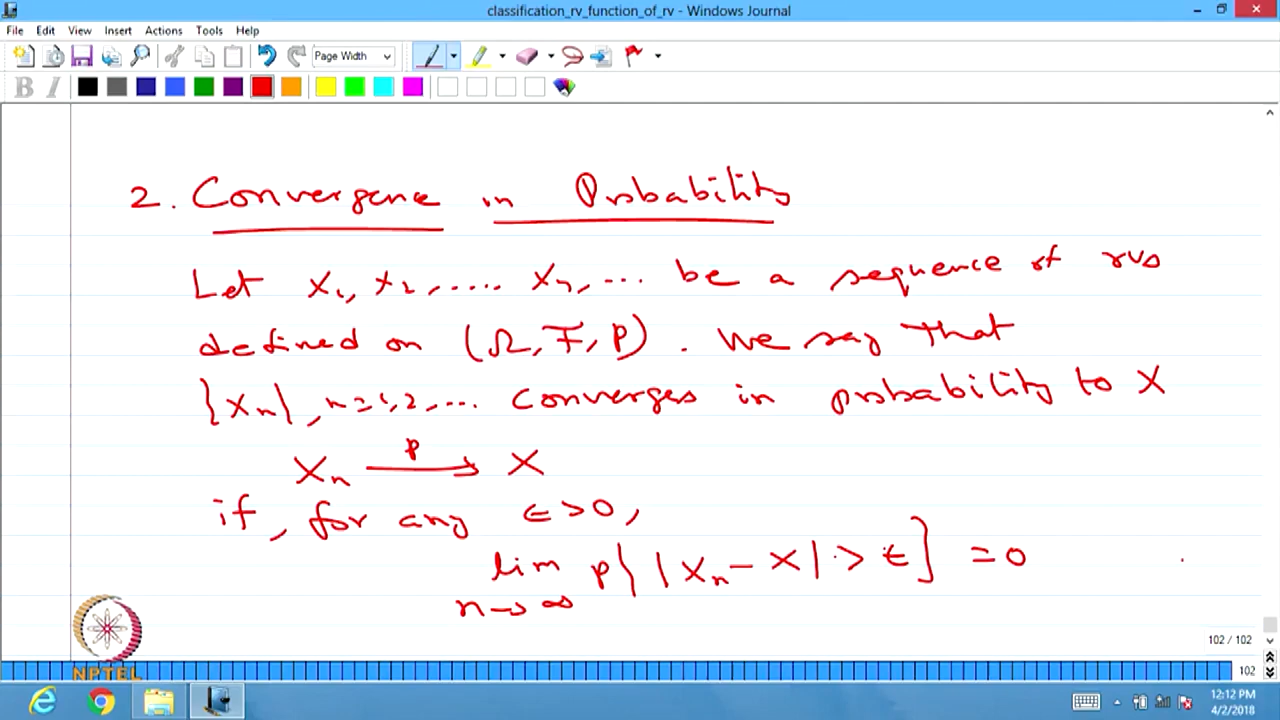 classification_rv_function_of_rv - Windows Journal
File Edit View Insert Actions Tools Help
Page Width
B I
2. Convergence in Probability
Let X₁, X₂, ..... Xₙ, ... be a sequence of rvs
defined on (Ω, F, P). We say that
{Xₙ}, n=1,2,... converges in probability to X
Xₙ —P→ X
if, for any ε>0,
lim P{ |Xₙ - X| > ε} = 0
n→∞
NPTEL
102 / 102
102
12:12 PM
4/2/2018